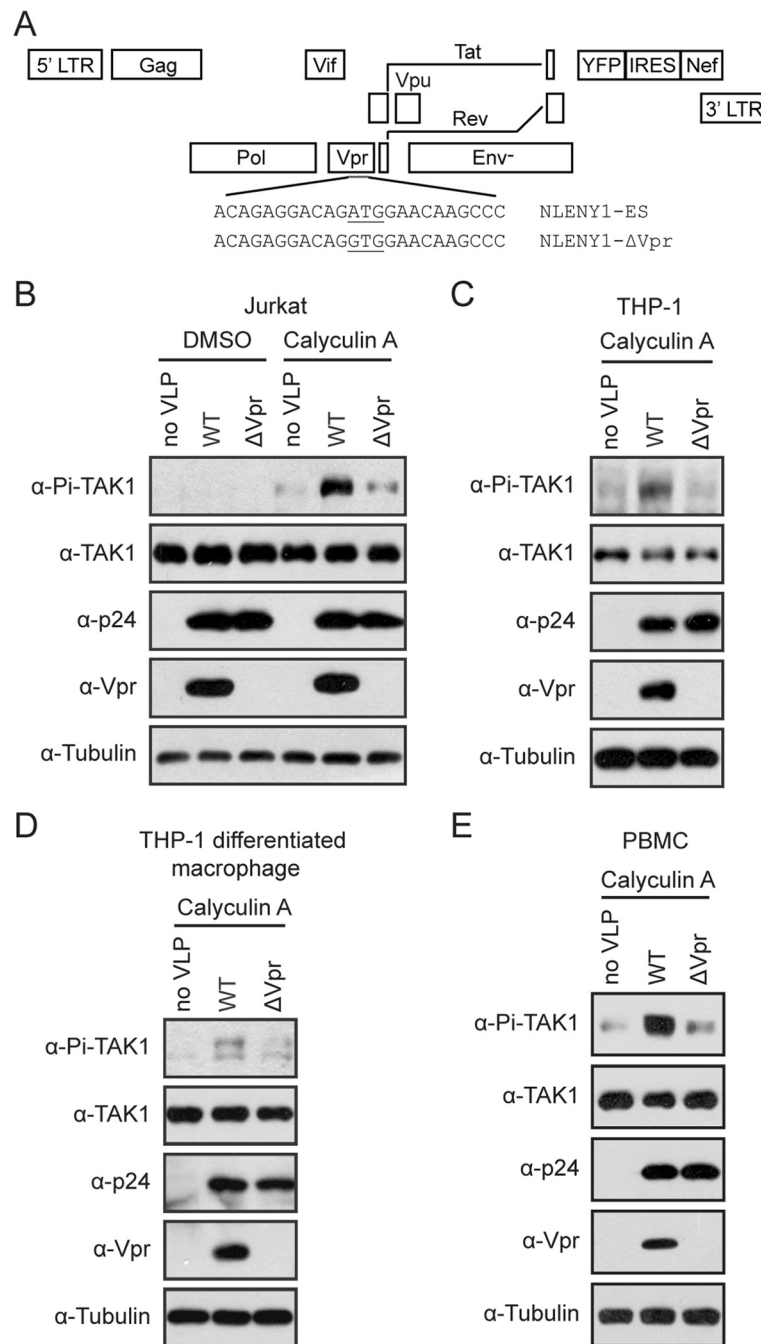 A
5' LTR Gag Vif Tat YFP IRES Nef
Vpu
Rev 3' LTR
Pol Vpr Env-
ACAGAGGACAGATGGAACAAGCCC NLENY1-ES
ACAGAGGACAGGTGGAACAAGCCC NLENY1-ΔVpr
B
Jurkat
DMSO Calyculin A
no VLP WT ΔVpr no VLP WT ΔVpr
α-Pi-TAK1
α-TAK1
α-p24
α-Vpr
α-Tubulin
C
THP-1
Calyculin A
no VLP WT ΔVpr
α-Pi-TAK1
α-TAK1
α-p24
α-Vpr
α-Tubulin
D
THP-1 differentiated
macrophage
Calyculin A
no VLP WT ΔVpr
α-Pi-TAK1
α-TAK1
α-p24
α-Vpr
α-Tubulin
E
PBMC
Calyculin A
no VLP WT ΔVpr
α-Pi-TAK1
α-TAK1
α-p24
α-Vpr
α-Tubulin